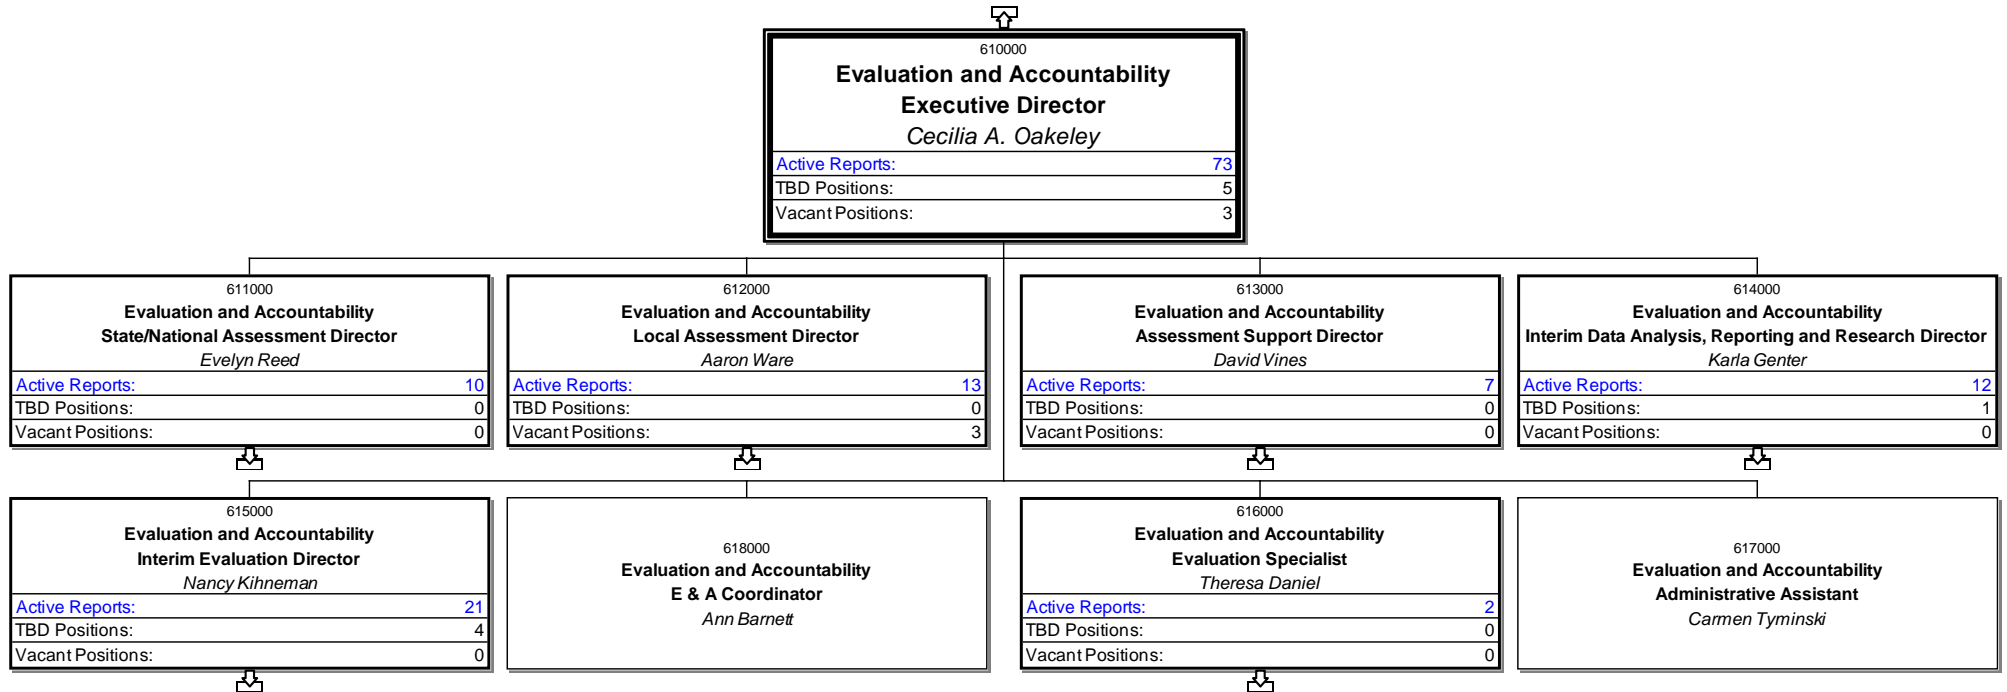 610000
Evaluation and Accountability
Executive Director
Cecilia A. Oakeley
Active Reports: 73
TBD Positions: 5
Vacant Positions: 3
611000
Evaluation and Accountability
State/National Assessment Director
Evelyn Reed
Active Reports: 10
TBD Positions: 0
Vacant Positions: 0
612000
Evaluation and Accountability
Local Assessment Director
Aaron Ware
Active Reports: 13
TBD Positions: 0
Vacant Positions: 3
613000
Evaluation and Accountability
Assessment Support Director
David Vines
Active Reports: 7
TBD Positions: 0
Vacant Positions: 0
614000
Evaluation and Accountability
Interim Data Analysis, Reporting and Research Director
Karla Genter
Active Reports: 12
TBD Positions: 1
Vacant Positions: 0
615000
Evaluation and Accountability
Interim Evaluation Director
Nancy Kihneman
Active Reports: 21
TBD Positions: 4
Vacant Positions: 0
618000
Evaluation and Accountability
E & A Coordinator
Ann Barnett
616000
Evaluation and Accountability
Evaluation Specialist
Theresa Daniel
Active Reports: 2
TBD Positions: 0
Vacant Positions: 0
617000
Evaluation and Accountability
Administrative Assistant
Carmen Tyminski